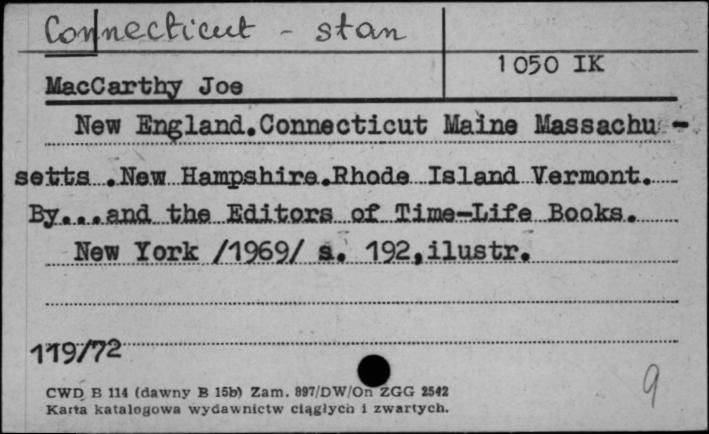 Connecticut - stan
1050 IK
MacCarthy Joe
New England.Connecticut Maine Massachu -
setts .New Hampshire.Rhode Island Vermont.
By...and the Editors of Time-Life Books.
New York /1969/ s. 192,ilustr.
119/72
9
CWD B 114 (dawny B 15b) Zam. 897/DW/On ZGG 2542
Karta katalogowa wydawnictw ciągłych i zwartych.